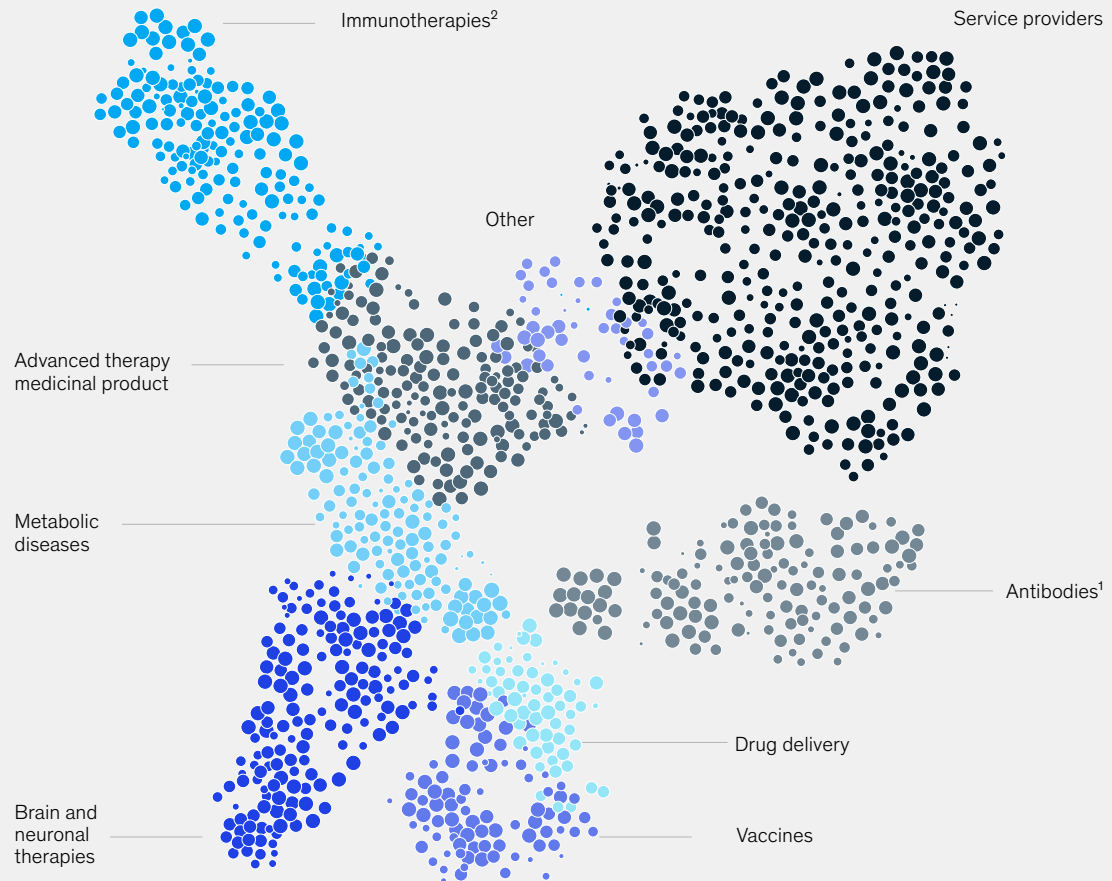 Immunotherapies²
Service providers
Other
Advanced therapy
medicinal product
Metabolic
diseases
Antibodies¹
Drug delivery
Brain and
neuronal
therapies
Vaccines